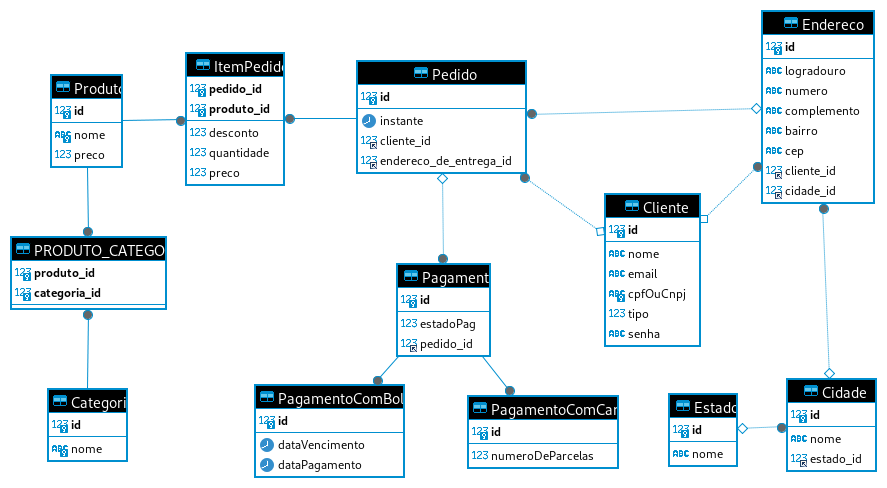 Produto
123 id
ABC nome
123 preco
ItemPedido
123 pedido_id
123 produto_id
123 desconto
123 quantidade
123 preco
Pedido
123 id
instante
123 cliente_id
123 endereco_de_entrega_id
Endereco
123 id
ABC logradouro
ABC numero
ABC complemento
ABC bairro
ABC cep
123 cliente_id
123 cidade_id
Cliente
123 id
ABC nome
ABC email
ABC cpfOuCnpj
123 tipo
ABC senha
PRODUTO_CATEGO
123 produto_id
123 categoria_id
Pagament
123 id
123 estadoPag
123 pedido_id
Categori
123 id
ABC nome
PagamentoComBol
123 id
dataVencimento
dataPagamento
PagamentoComCar
123 id
123 numeroDeParcelas
Estado
123 id
ABC nome
Cidade
123 id
ABC nome
123 estado_id